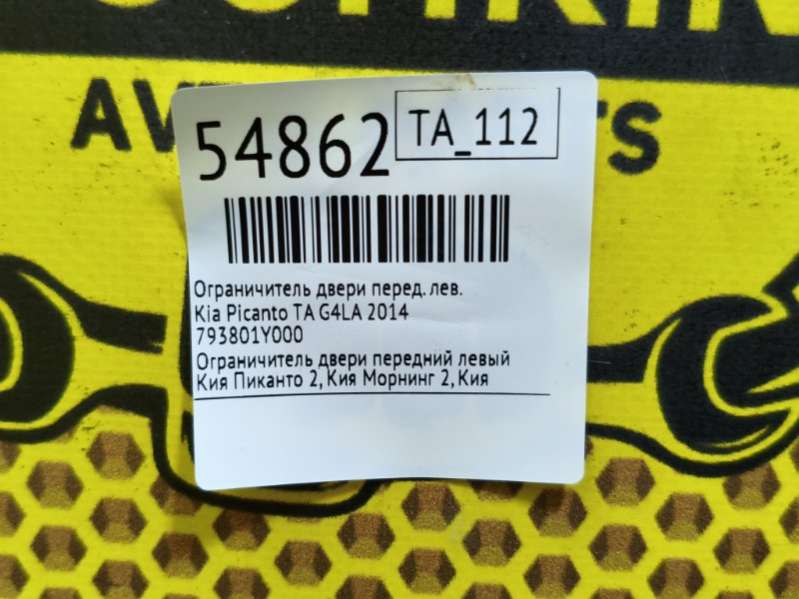 54862
TA_112
Ограничитель двери перед. лев.
Kia Picanto TA G4LA 2014
793801Y000
Ограничитель двери передний левый
Кия Пиканто 2, Кия Морнинг 2, Кия